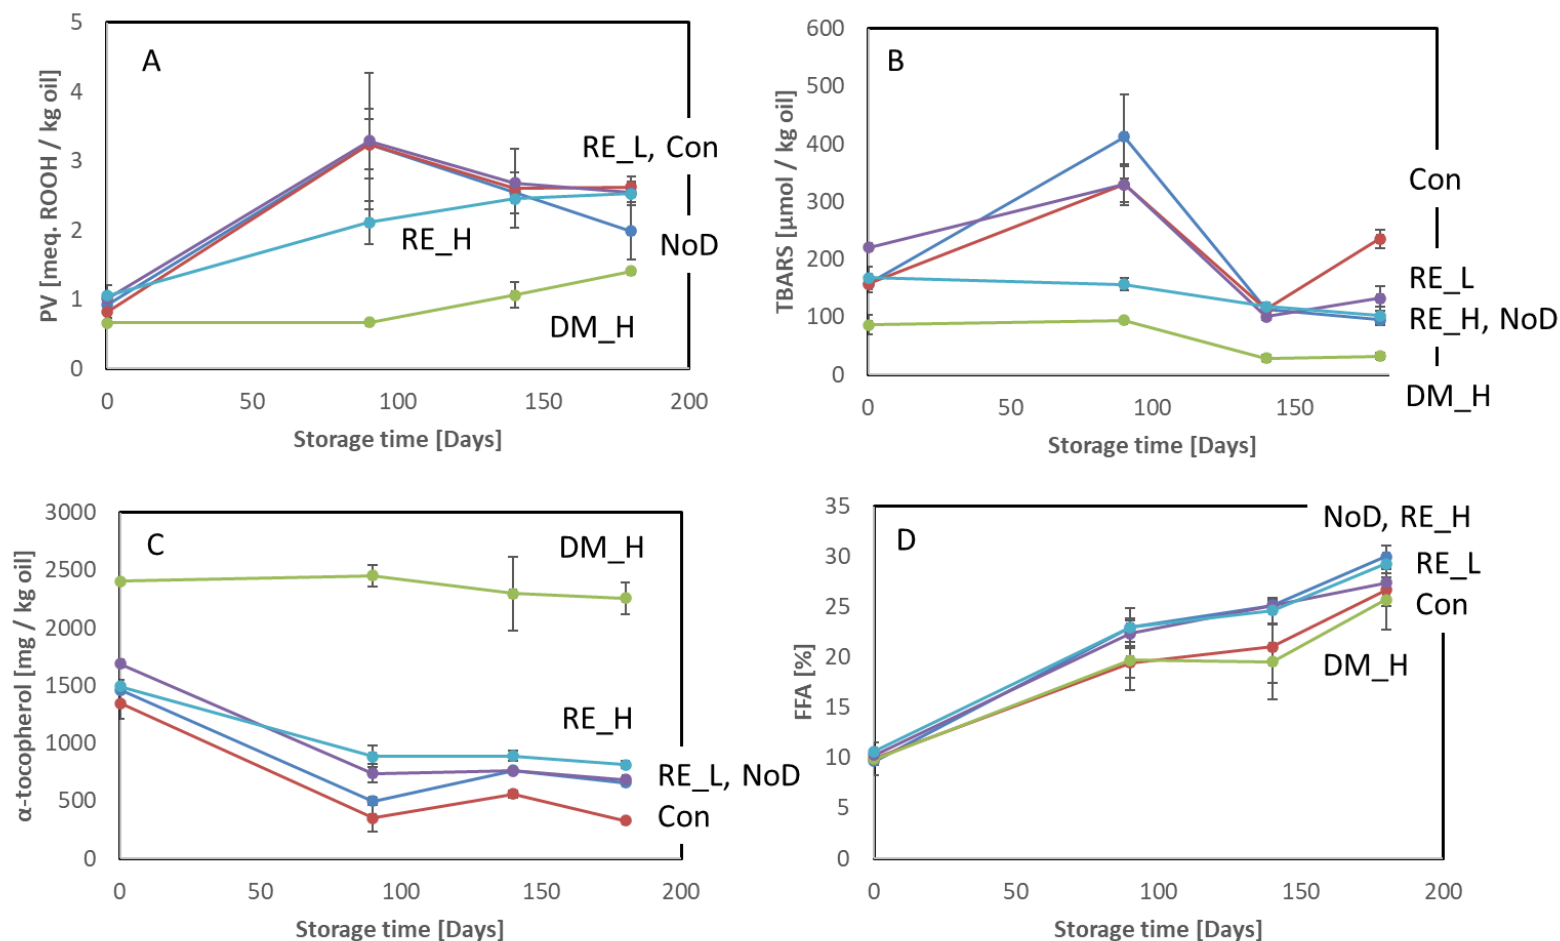 A
PV [meq. ROOH / kg oil]
5
4
3
2
1
0
RE_L, Con
RE_H
NoD
DM_H
0 50 100 150 200
Storage time [Days]
B
TBARS [µmol / kg oil]
600
500
400
300
200
100
0
Con
RE_L
RE_H, NoD
DM_H
0 50 100 150
Storage time [Days]
C
α-tocopherol [mg / kg oil]
3000
2500
2000
1500
1000
500
0
DM_H
RE_H
RE_L, NoD
Con
0 50 100 150 200
Storage time [Days]
D
FFA [%]
35
30
25
20
15
10
5
0
NoD, RE_H
RE_L
Con
DM_H
0 50 100 150 200
Storage time [Days]